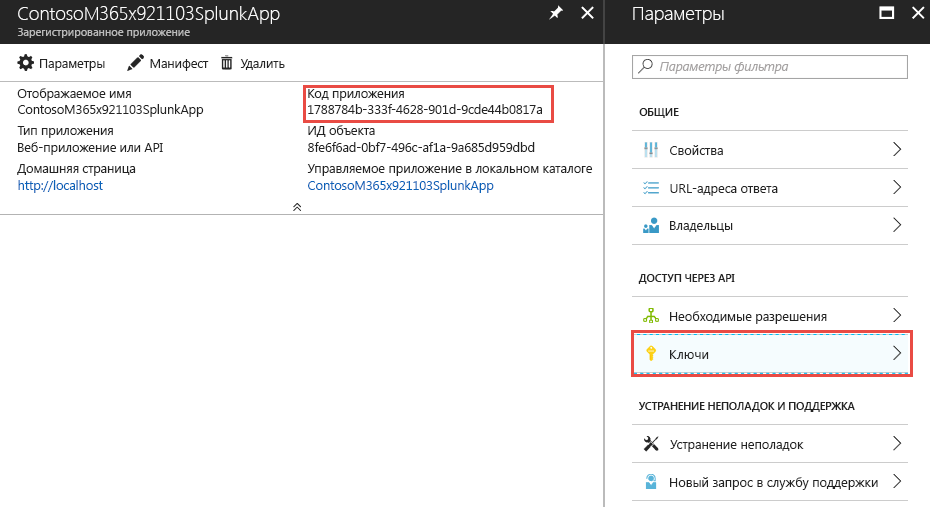 ContosoM365x921103SplunkApp
Зарегистрированное приложение
Параметры
Манифест
Удалить
Отображаемое имя
ContosoM365x921103SplunkApp
Тип приложения
Веб-приложение или API
Домашняя страница
http://localhost
Код приложения
1788784b-333f-4628-901d-9cde44b0817a
ИД объекта
8fe6f6ad-0bf7-496c-af1a-9a685d959dbd
Управляемое приложение в локальном каталоге
ContosoM365x921103SplunkApp
Параметры
Параметры фильтра
ОБЩИЕ
Свойства
URL-адреса ответа
Владельцы
ДОСТУП ЧЕРЕЗ API
Необходимые разрешения
Ключи
УСТРАНЕНИЕ НЕПОЛАДОК И ПОДДЕРЖКА
Устранение неполадок
Новый запрос в службу поддержки